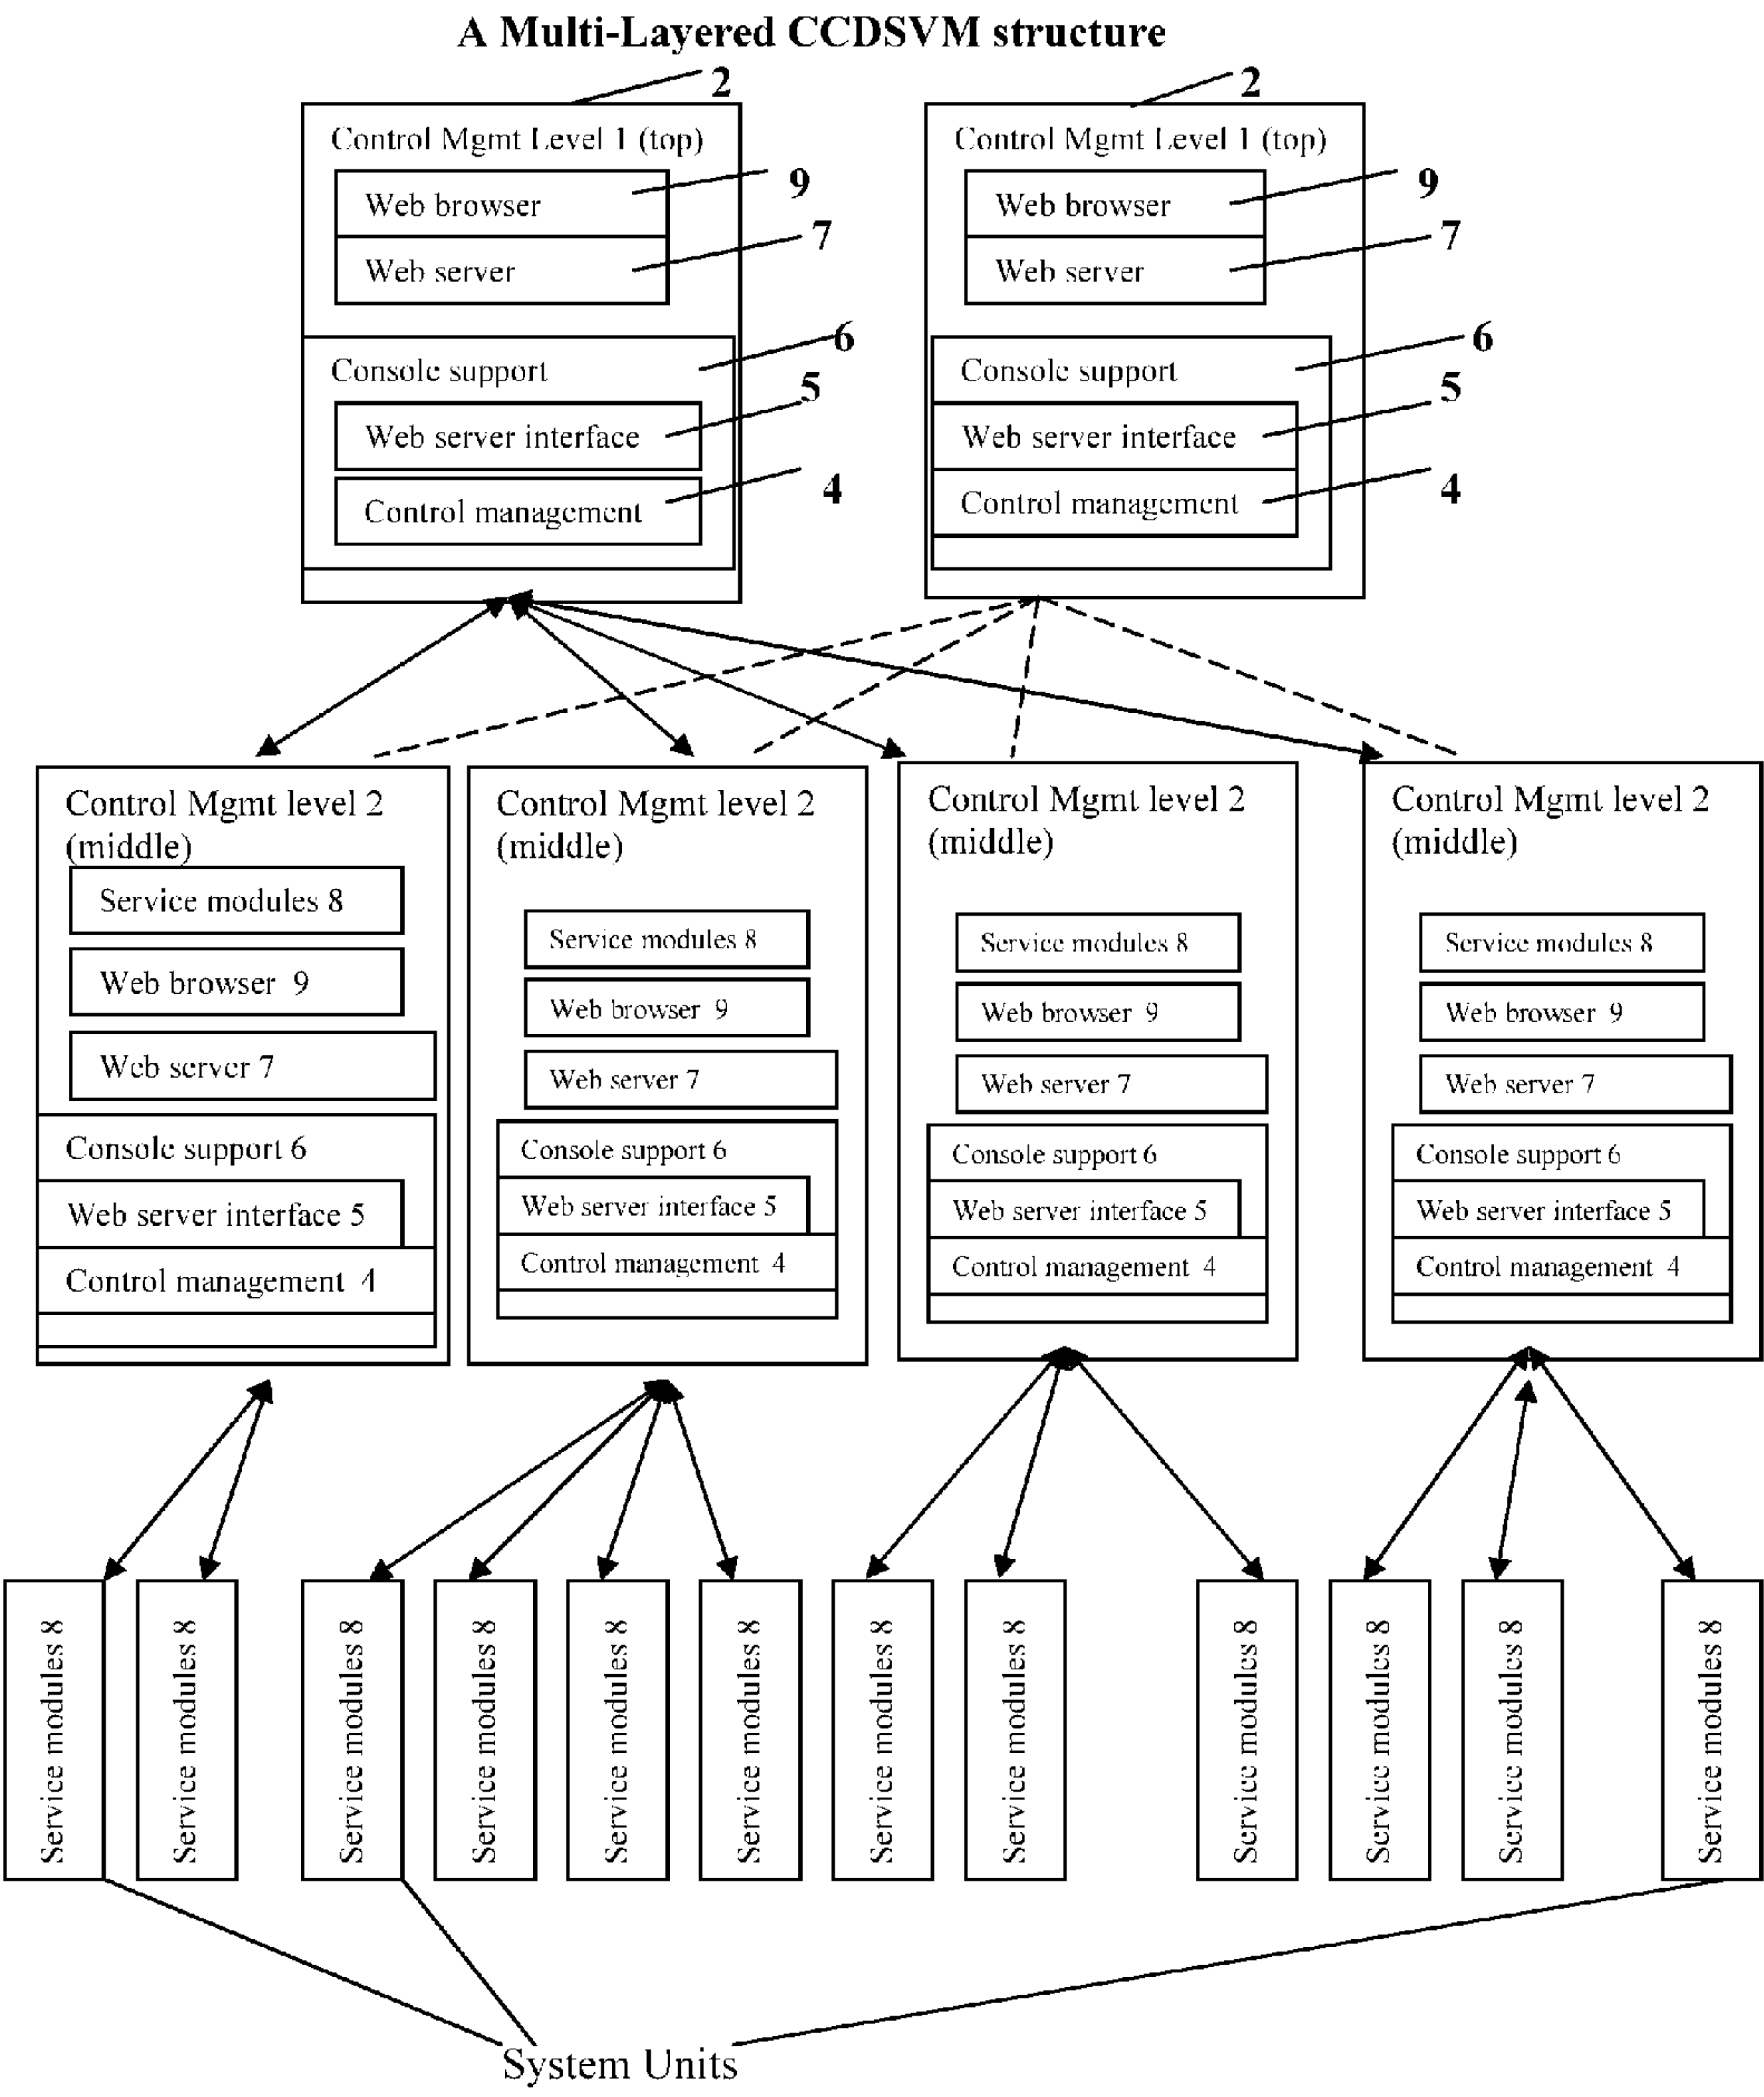 A Multi-Layered CCDSVM structure
2
Control Mgmt Level 1 (top)
Web browser
9
Web server
7
Console support
6
Web server interface
5
Control management
4
2
Control Mgmt Level 1 (top)
Web browser
9
Web server
7
Console support
6
Web server interface
5
Control management
4
Control Mgmt level 2
(middle)
Service modules 8
Web browser 9
Web server 7
Console support 6
Web server interface 5
Control management 4
Control Mgmt level 2
(middle)
Service modules 8
Web browser 9
Web server 7
Console support 6
Web server interface 5
Control management 4
Control Mgmt level 2
(middle)
Service modules 8
Web browser 9
Web server 7
Console support 6
Web server interface 5
Control management 4
Control Mgmt level 2
(middle)
Service modules 8
Web browser 9
Web server 7
Console support 6
Web server interface 5
Control management 4
Service modules 8
Service modules 8
Service modules 8
Service modules 8
Service modules 8
Service modules 8
Service modules 8
Service modules 8
Service modules 8
Service modules 8
Service modules 8
Service modules 8
System Units